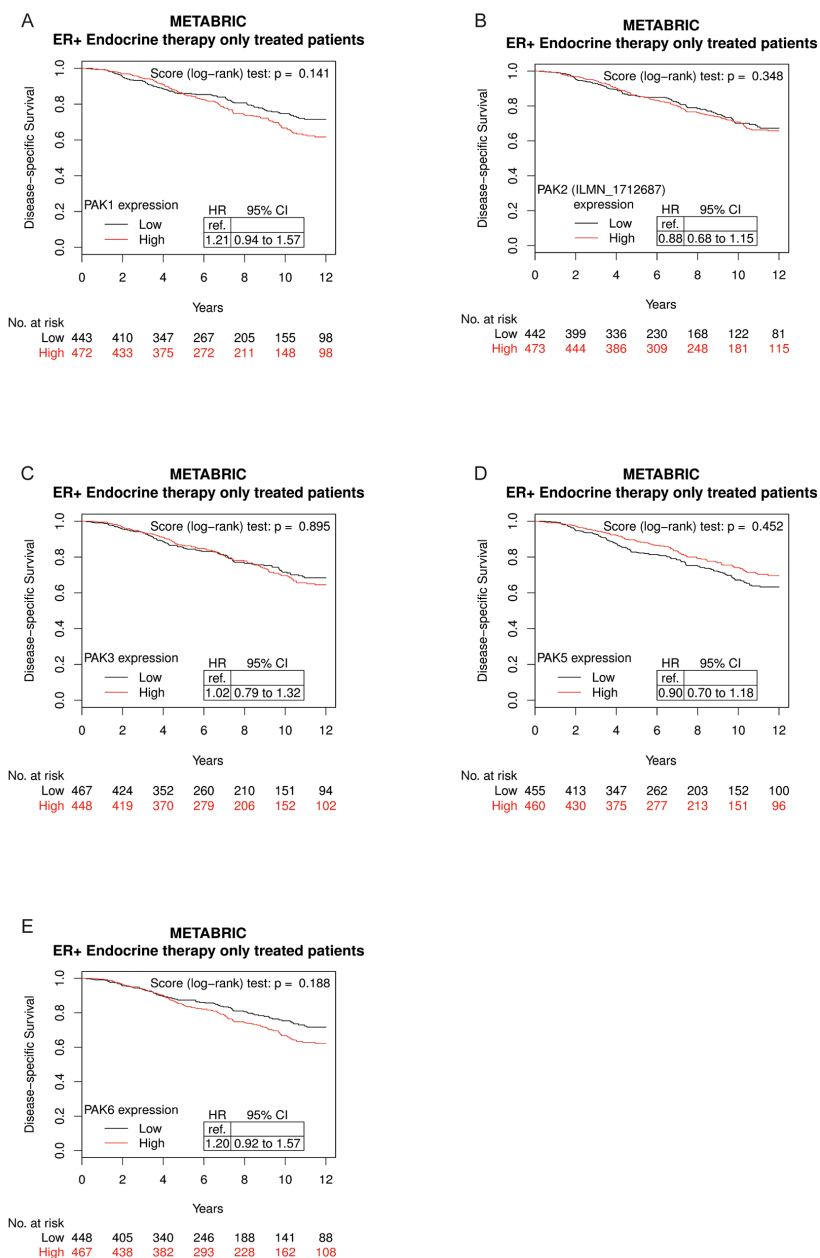 A
METABRIC
ER+ Endocrine therapy only treated patients
Score (log−rank) test: p = 0.141
Disease−specific Survival
1.0
0.8
0.6
0.4
0.2
0.0
PAK1 expression
Low
High
HR 95% CI
ref.
1.21 0.94 to 1.57
0 2 4 6 8 10 12
Years
No. at risk
Low 443 410 347 267 205 155 98
High 472 433 375 272 211 148 98
B
METABRIC
ER+ Endocrine therapy only treated patients
Score (log−rank) test: p = 0.348
Disease−specific Survival
1.0
0.8
0.6
0.4
0.2
0.0
PAK2 (ILMN_1712687)
expression
Low
High
HR 95% CI
ref.
0.88 0.68 to 1.15
0 2 4 6 8 10 12
Years
No. at risk
Low 442 399 336 230 168 122 81
High 473 444 386 309 248 181 115
C
METABRIC
ER+ Endocrine therapy only treated patients
Score (log−rank) test: p = 0.895
Disease−specific Survival
1.0
0.8
0.6
0.4
0.2
0.0
PAK3 expression
Low
High
HR 95% CI
ref.
1.02 0.79 to 1.32
0 2 4 6 8 10 12
Years
No. at risk
Low 467 424 352 260 210 151 94
High 448 419 370 279 206 152 102
D
METABRIC
ER+ Endocrine therapy only treated patients
Score (log−rank) test: p = 0.452
Disease−specific Survival
1.0
0.8
0.6
0.4
0.2
0.0
PAK5 expression
Low
High
HR 95% CI
ref.
0.90 0.70 to 1.18
0 2 4 6 8 10 12
Years
No. at risk
Low 455 413 347 262 203 152 100
High 460 430 375 277 213 151 96
E
METABRIC
ER+ Endocrine therapy only treated patients
Score (log−rank) test: p = 0.188
Disease−specific Survival
1.0
0.8
0.6
0.4
0.2
0.0
PAK6 expression
Low
High
HR 95% CI
ref.
1.20 0.92 to 1.57
0 2 4 6 8 10 12
Years
No. at risk
Low 448 405 340 246 188 141 88
High 467 438 382 293 228 162 108